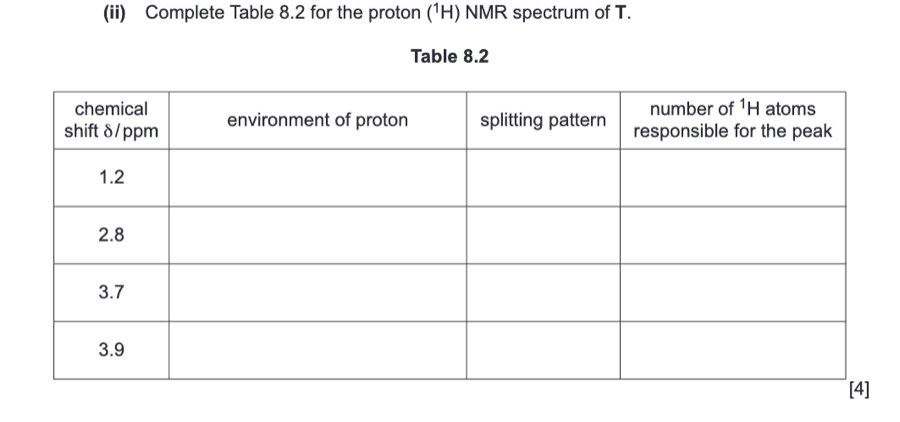 (ii) Complete Table 8.2 for the proton (¹H) NMR spectrum of T.
Table 8.2
chemical shift δ/ppm
environment of proton
splitting pattern
number of ¹H atoms responsible for the peak
1.2
2.8
3.7
3.9
[4]